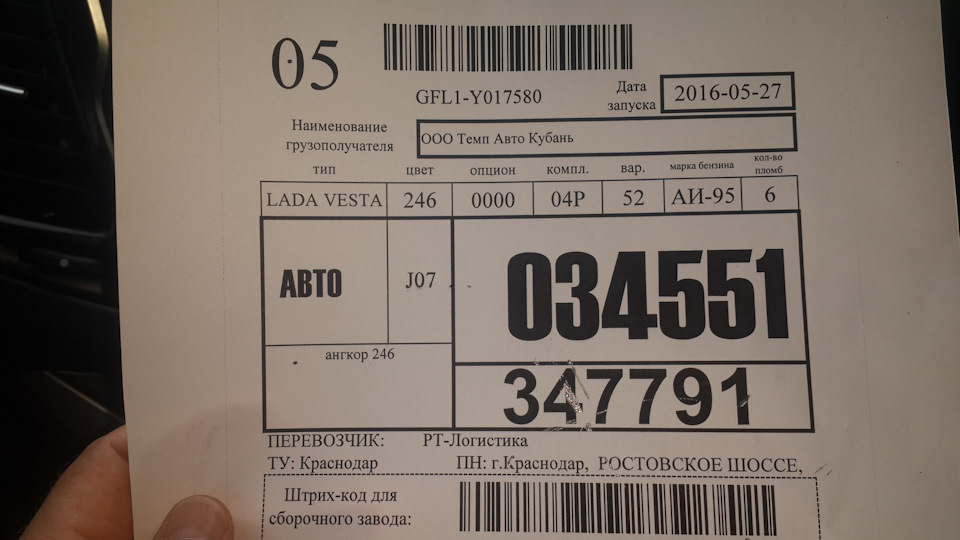 05
GFL1-Y017580
Дата запуска 2016-05-27
Наименование грузополучателя ООО Темп Авто Кубань
тип цвет опцион компл. вар. марка бензина кол-во пломб
LADA VESTA 246 0000 04Р 52 АИ-95 6
АВТО J07 034551
ангкор 246
347791
ПЕРЕВОЗЧИК: РТ-Логистика
ТУ: Краснодар ПН: г.Краснодар, РОСТОВСКОЕ ШОССЕ,
Штрих-код для
сборочного завода: